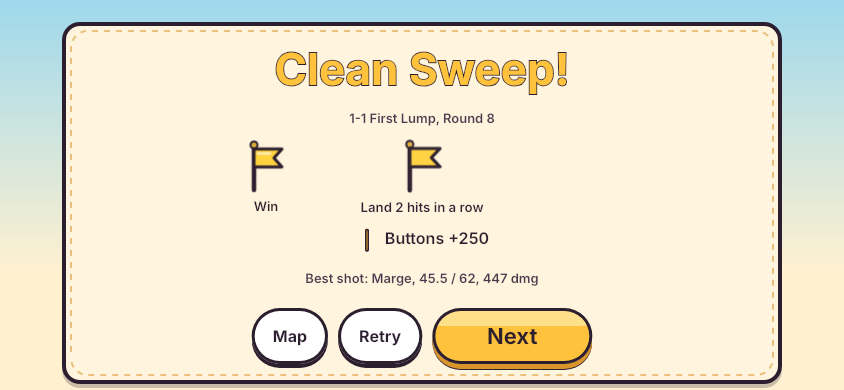 Clean Sweep!
1-1 First Lump, Round 8
Win
Land 2 hits in a row
Buttons +250
Best shot: Marge, 45.5 / 62, 447 dmg
Map
Retry
Next